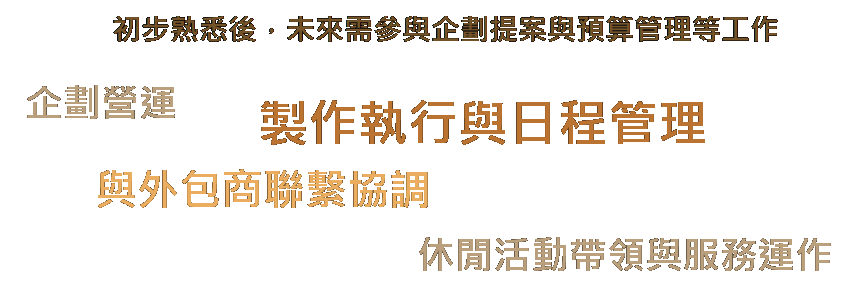 初步熟悉後，未來需參與企劃提案與預算管理等工作
企劃營運
製作執行與日程管理
與外包商聯繫協調
休閒活動帶領與服務運作